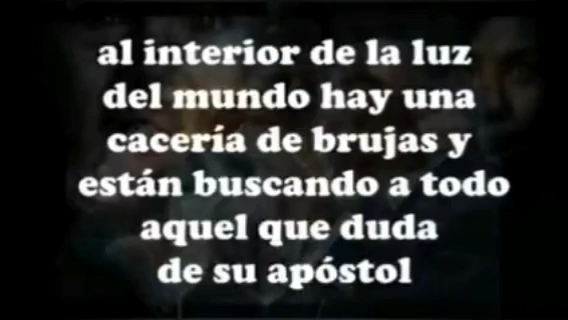 al interior de la luz
del mundo hay una
cacería de brujas y
están buscando a todo
aquel que duda
de su apóstol